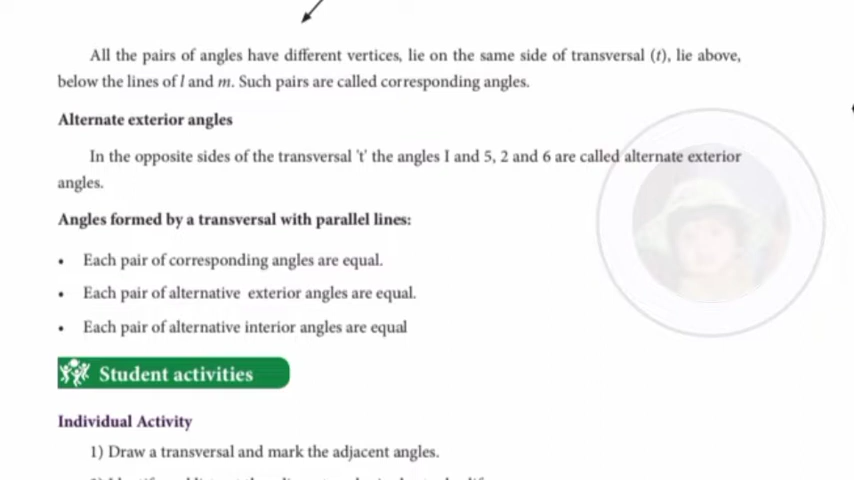 All the pairs of angles have different vertices, lie on the same side of transversal (t), lie above,
below the lines of l and m. Such pairs are called corresponding angles.
Alternate exterior angles
In the opposite sides of the transversal 't' the angles I and 5, 2 and 6 are called alternate exterior
angles.
Angles formed by a transversal with parallel lines:
• Each pair of corresponding angles are equal.
• Each pair of alternative exterior angles are equal.
• Each pair of alternative interior angles are equal
Student activities
Individual Activity
1) Draw a transversal and mark the adjacent angles.